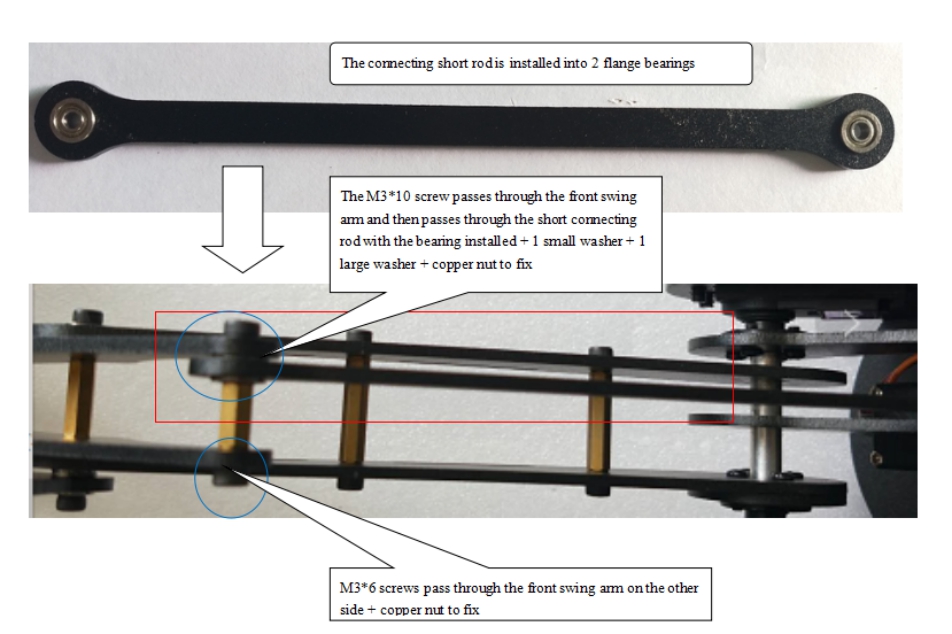 The connecting short rod is installed into 2 flange bearings
The M3*10 screw passes through the front swing
arm and then passes through the short connecting
rod with the bearing installed + 1 small washer + 1
large washer + copper nut to fix
M3*6 screws pass through the front swing arm on the other
side + copper nut to fix